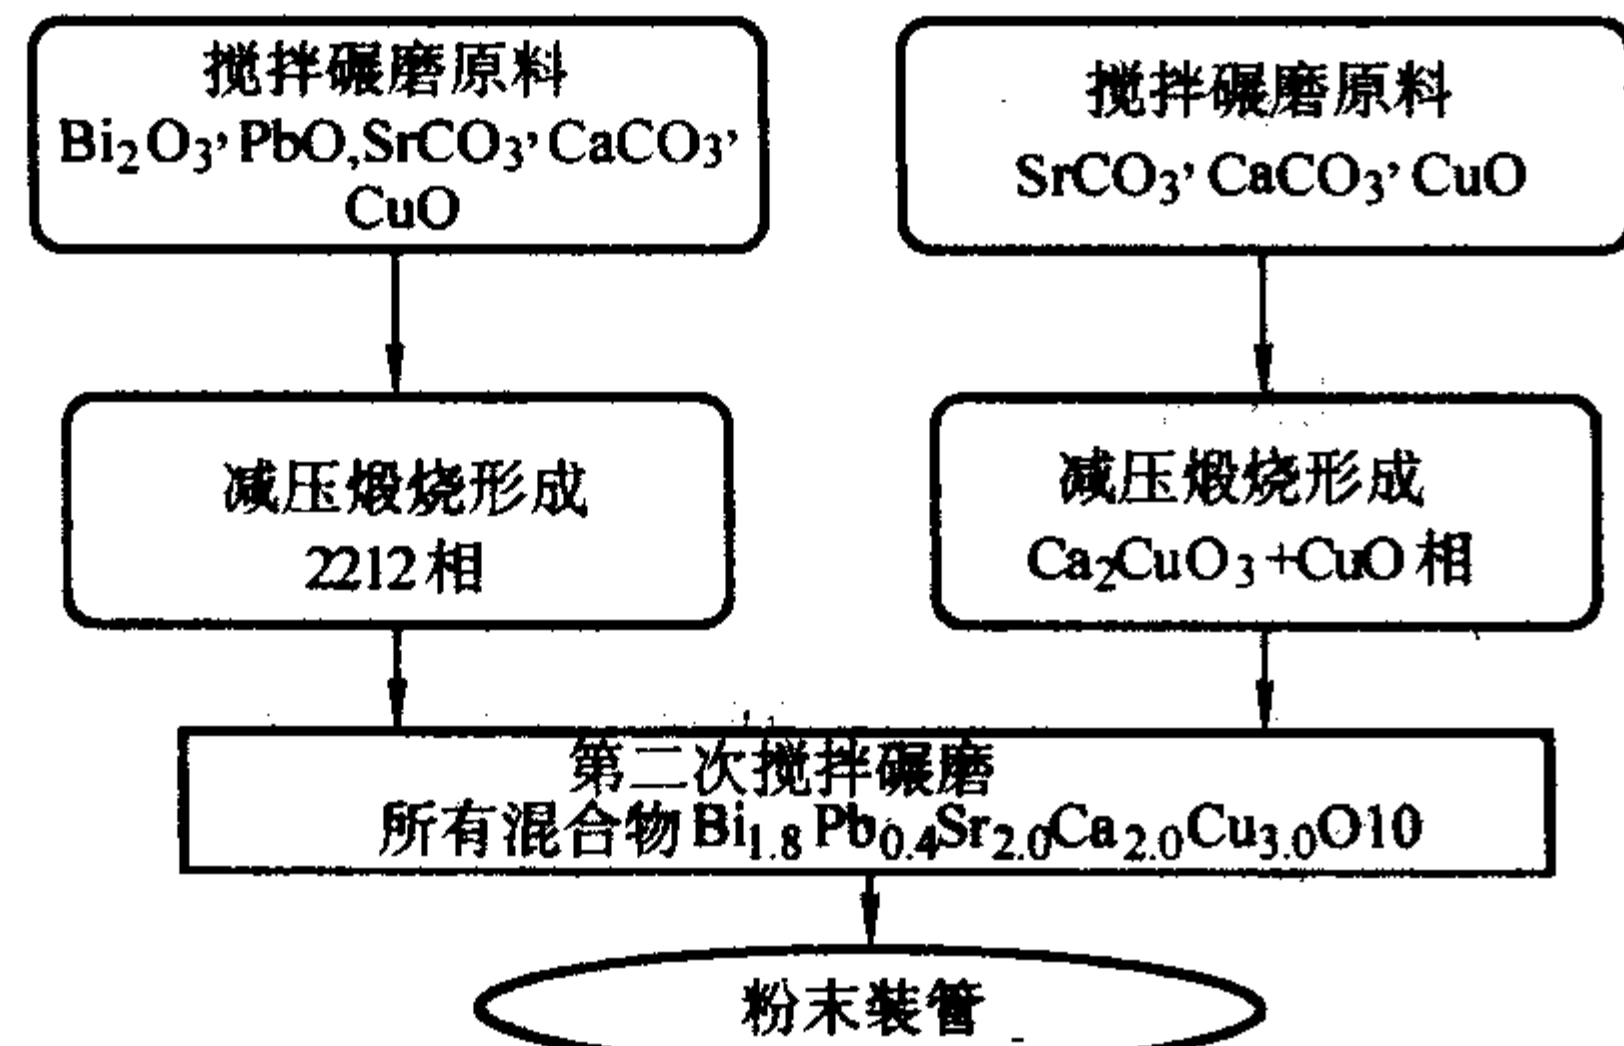 搅拌碾磨原料
Bi₂O₃, PbO, SrCO₃, CaCO₃,
CuO
搅拌碾磨原料
SrCO₃, CaCO₃, CuO
减压煅烧形成
2212相
减压煅烧形成
Ca₂CuO₃+CuO相
第二次搅拌碾磨
所有混合物Bi₁.₈Pb₀.₄Sr₂.₀Ca₂.₀Cu₃.₀O10
粉末装管